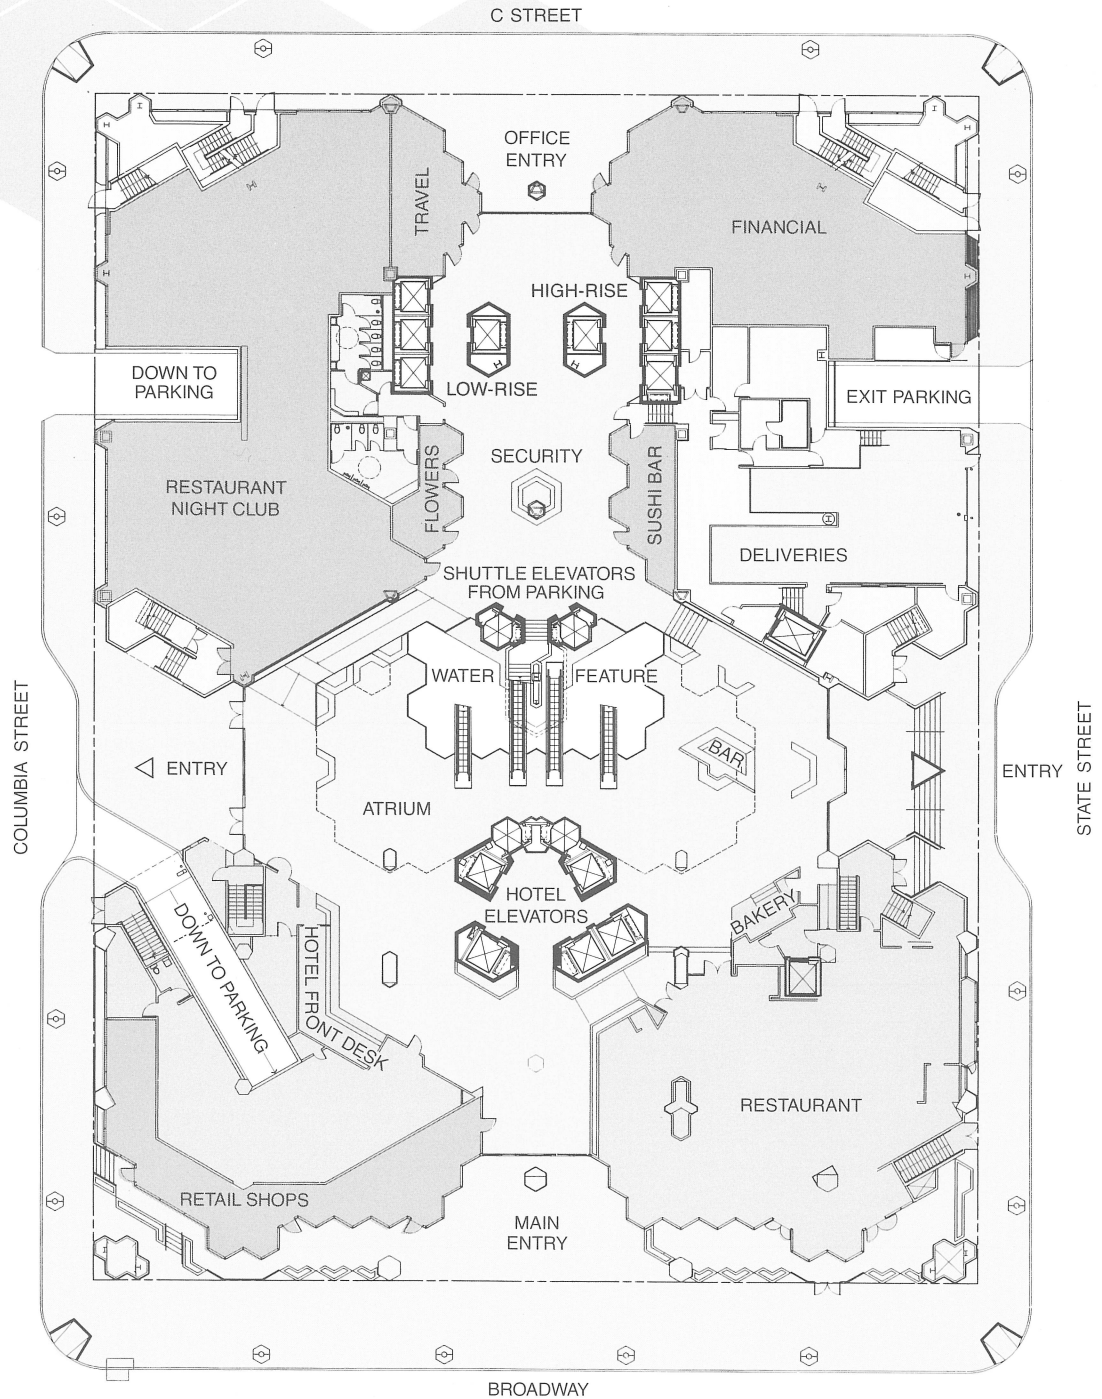 C STREET
OFFICE
ENTRY
TRAVEL
FINANCIAL
HIGH-RISE
LOW-RISE
DOWN TO
PARKING
EXIT PARKING
SECURITY
FLOWERS
SUSHI BAR
RESTAURANT
NIGHT CLUB
DELIVERIES
SHUTTLE ELEVATORS
FROM PARKING
WATER
FEATURE
COLUMBIA STREET
ENTRY
BAR
ENTRY
STATE STREET
ATRIUM
HOTEL
ELEVATORS
BAKERY
DOWN TO PARKING
HOTEL FRONT DESK
RESTAURANT
RETAIL SHOPS
MAIN
ENTRY
BROADWAY